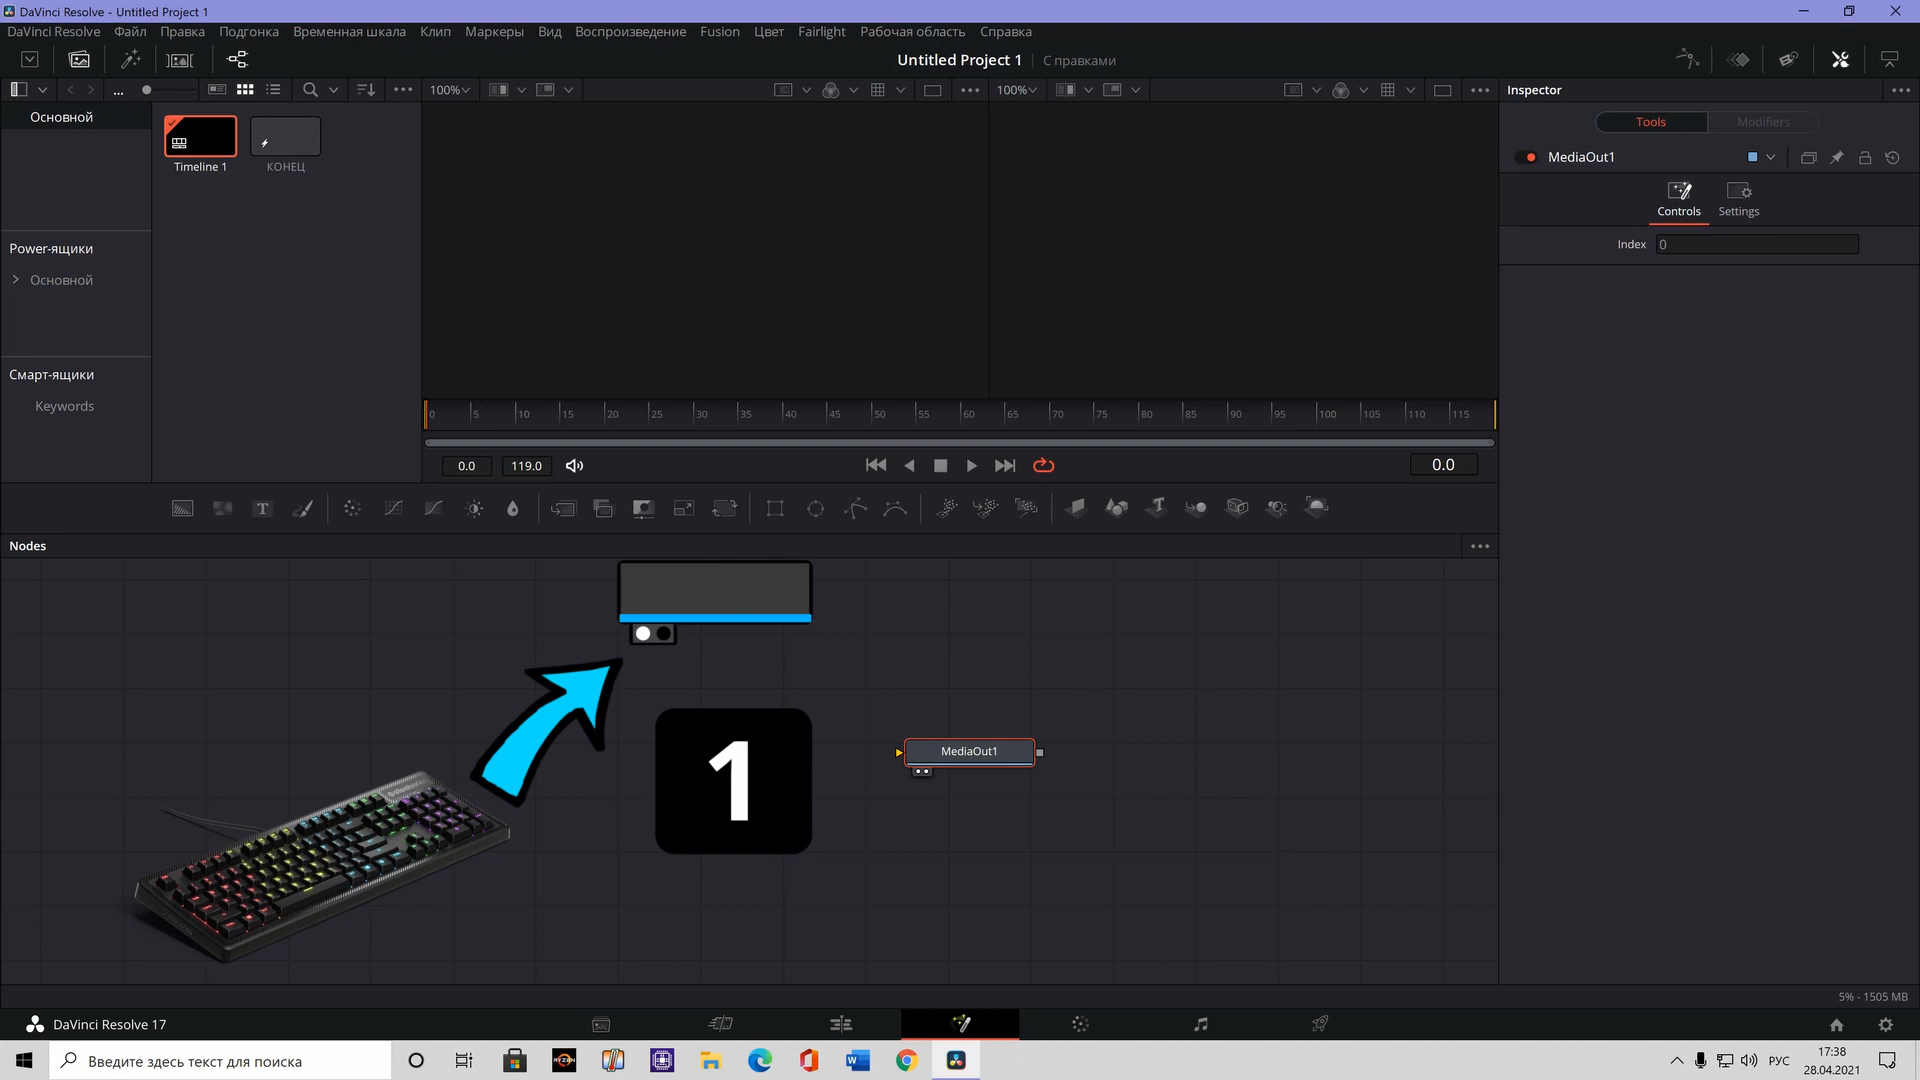 DaVinci Resolve - Untitled Project 1
DaVinci Resolve Файл Правка Подгонка Временная шкала Клип Маркеры Вид Воспроизведение Fusion Цвет Fairlight Рабочая область Справка
Untitled Project 1 С правками
... 100% 100% Inspector
Основной
Timeline 1
КОНЕЦ
Power-ящики
Основной
Смарт-ящики
Keywords
Tools Modifiers
MediaOut1
Controls Settings
Index 0
0 5 10 15 20 25 30 35 40 45 50 55 60 65 70 75 80 85 90 95 100 105 110 115
0.0 119.0 0.0
T T
Nodes
1
MediaOut1
5% - 1505 MB
DaVinci Resolve 17
Введите здесь текст для поиска
RYZEN
W
РУС
17:38
28.04.2021